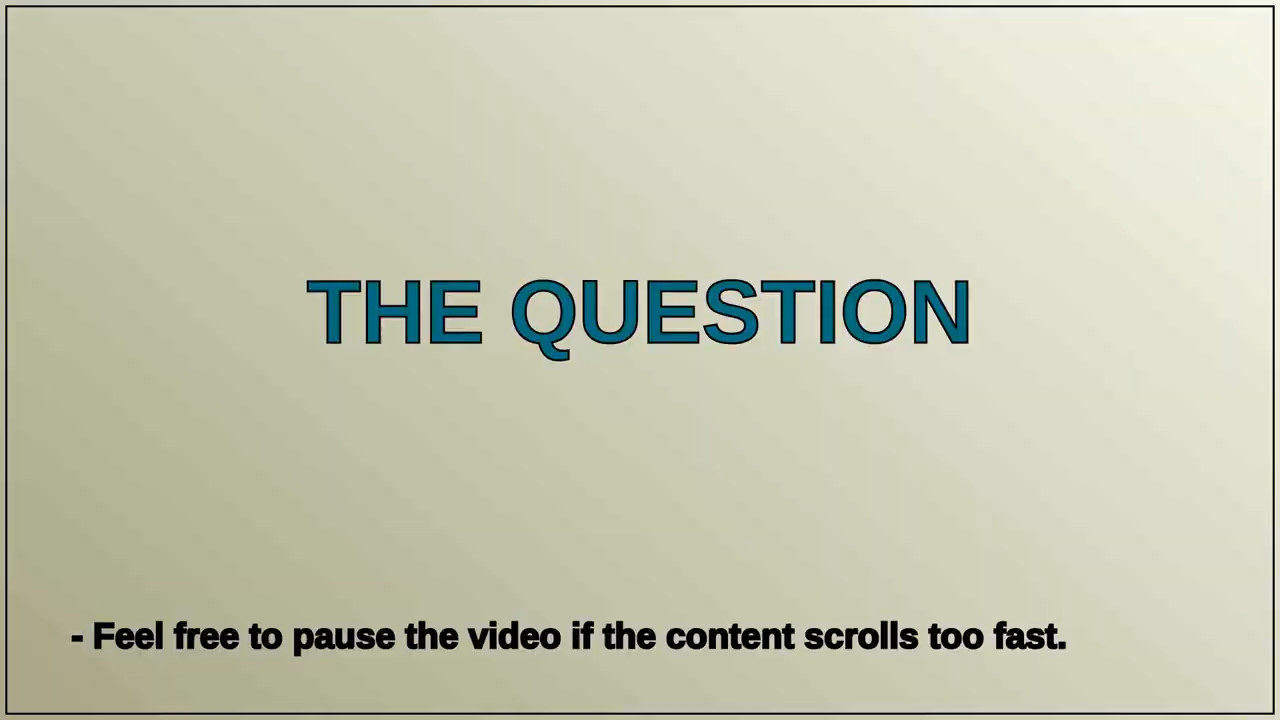 THE QUESTION
- Feel free to pause the video if the content scrolls too fast.